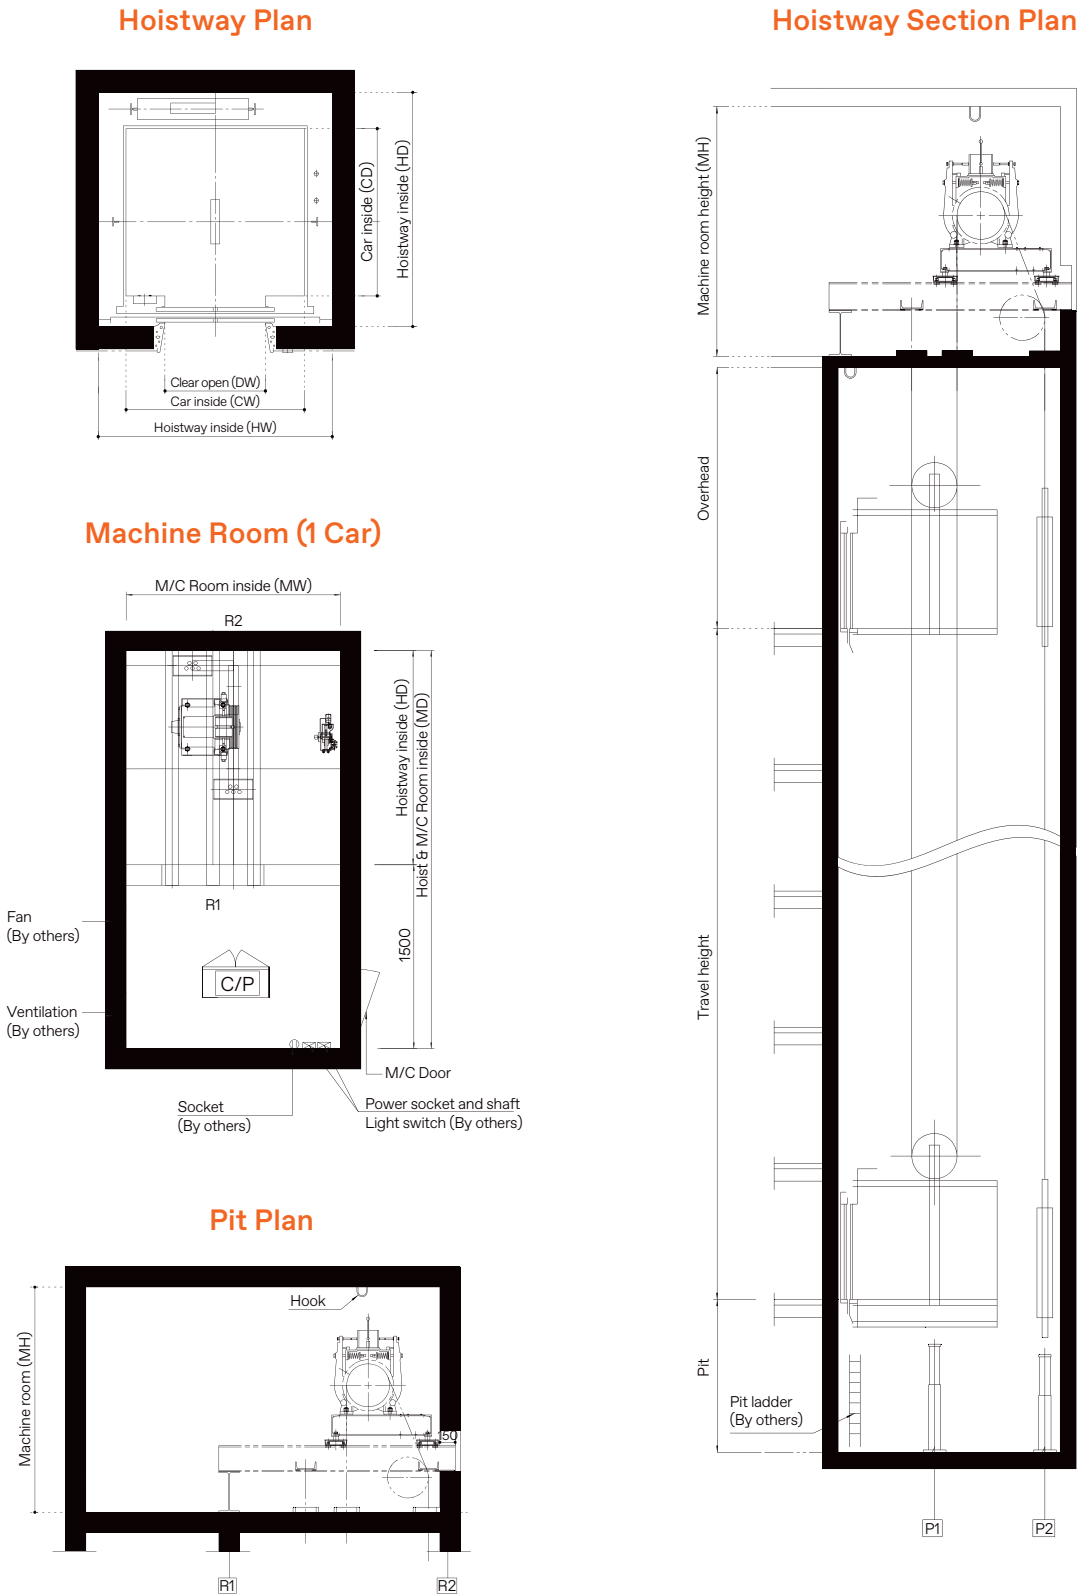 Hoistway Plan
Car inside (CD)
Hoistway inside (HD)
Clear open (DW)
Car inside (CW)
Hoistway inside (HW)
Machine Room (1 Car)
M/C Room inside (MW)
R2
Hoistway inside (HD)
Hoist & M/C Room inside (MD)
R1
1500
Fan
(By others)
C/P
Ventilation
(By others)
M/C Door
Socket
(By others)
Power socket and shaft
Light switch (By others)
Pit Plan
Hook
Machine room (MH)
150
R1
R2
Hoistway Section Plan
Machine room height (MH)
Overhead
Travel height
Pit
Pit ladder
(By others)
P1
P2